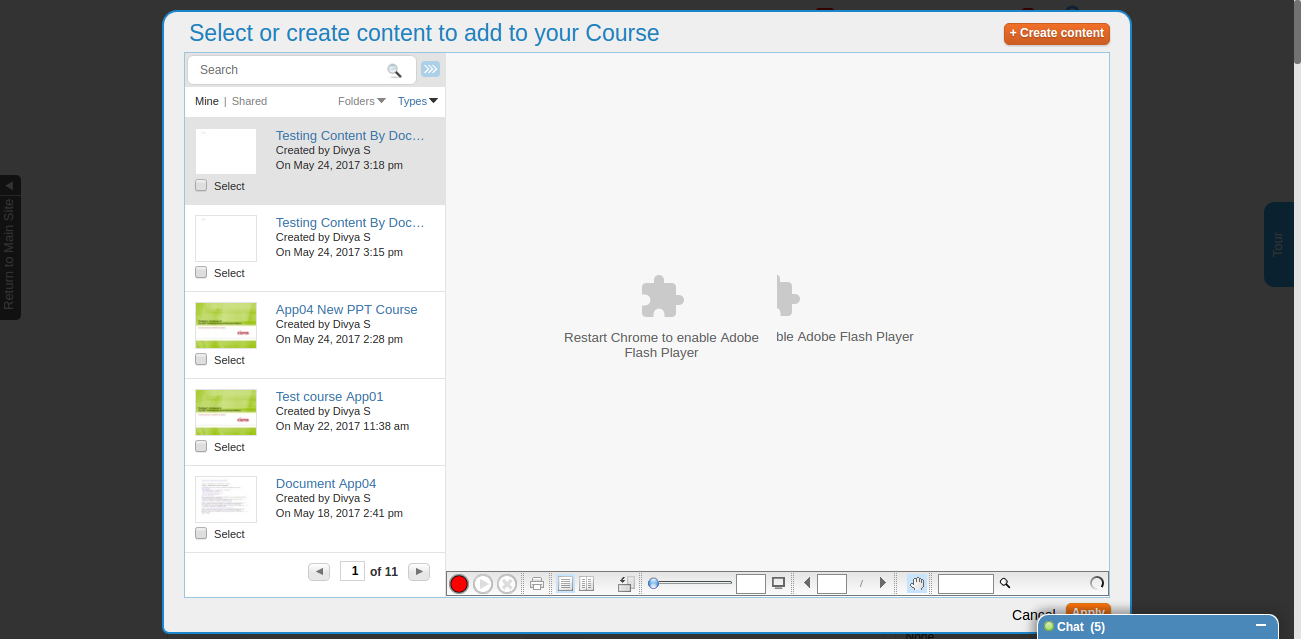 Select or create content to add to your Course
+ Create content
Search
Mine | Shared
Folders
Types
Testing Content By Doc…
Created by Divya S
On May 24, 2017 3:18 pm
Select
Testing Content By Doc…
Created by Divya S
On May 24, 2017 3:15 pm
Select
App04 New PPT Course
Created by Divya S
On May 24, 2017 2:28 pm
Select
Test course App01
Created by Divya S
On May 22, 2017 11:38 am
Select
Document App04
Created by Divya S
On May 18, 2017 2:41 pm
Select
1 of 11
Return to Main Site
Restart Chrome to enable Adobe
Flash Player
ble Adobe Flash Player
/
Tour
Cancel
Apply
Chat (5)
None